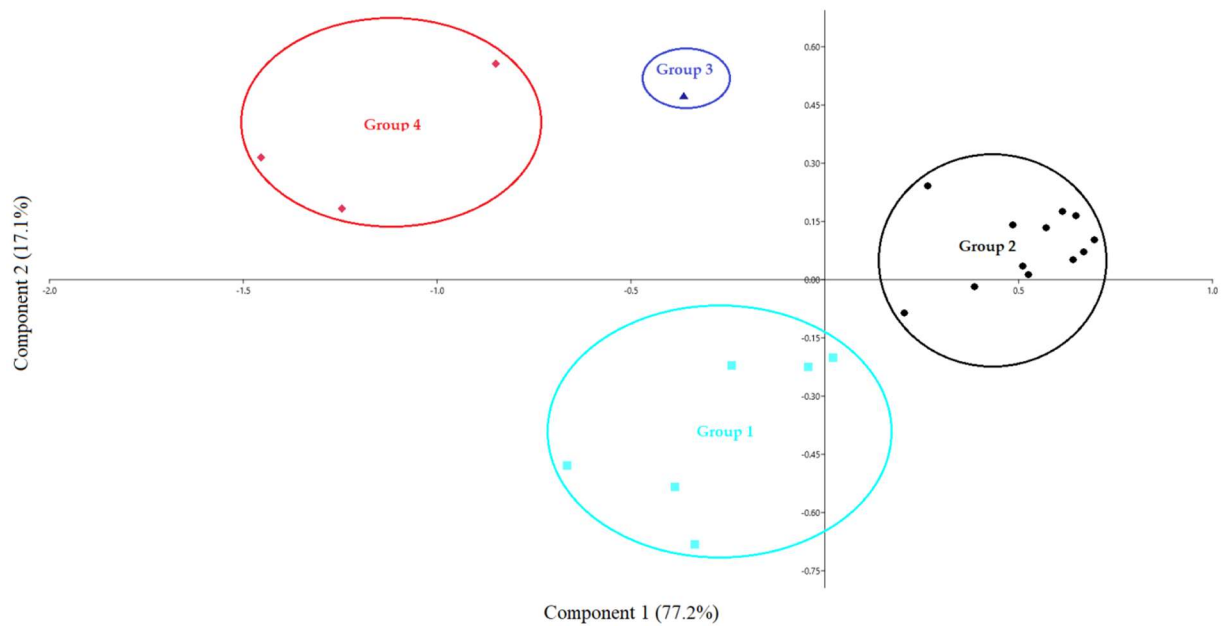 0.60
Group 3
0.45
Group 4
0.30
0.15
Group 2
0.00
-2.0 -1.5 -1.0 -0.5 0.5 1.0
-0.15
-0.30
Group 1
-0.45
-0.60
-0.75
Component 2 (17.1%)
Component 1 (77.2%)